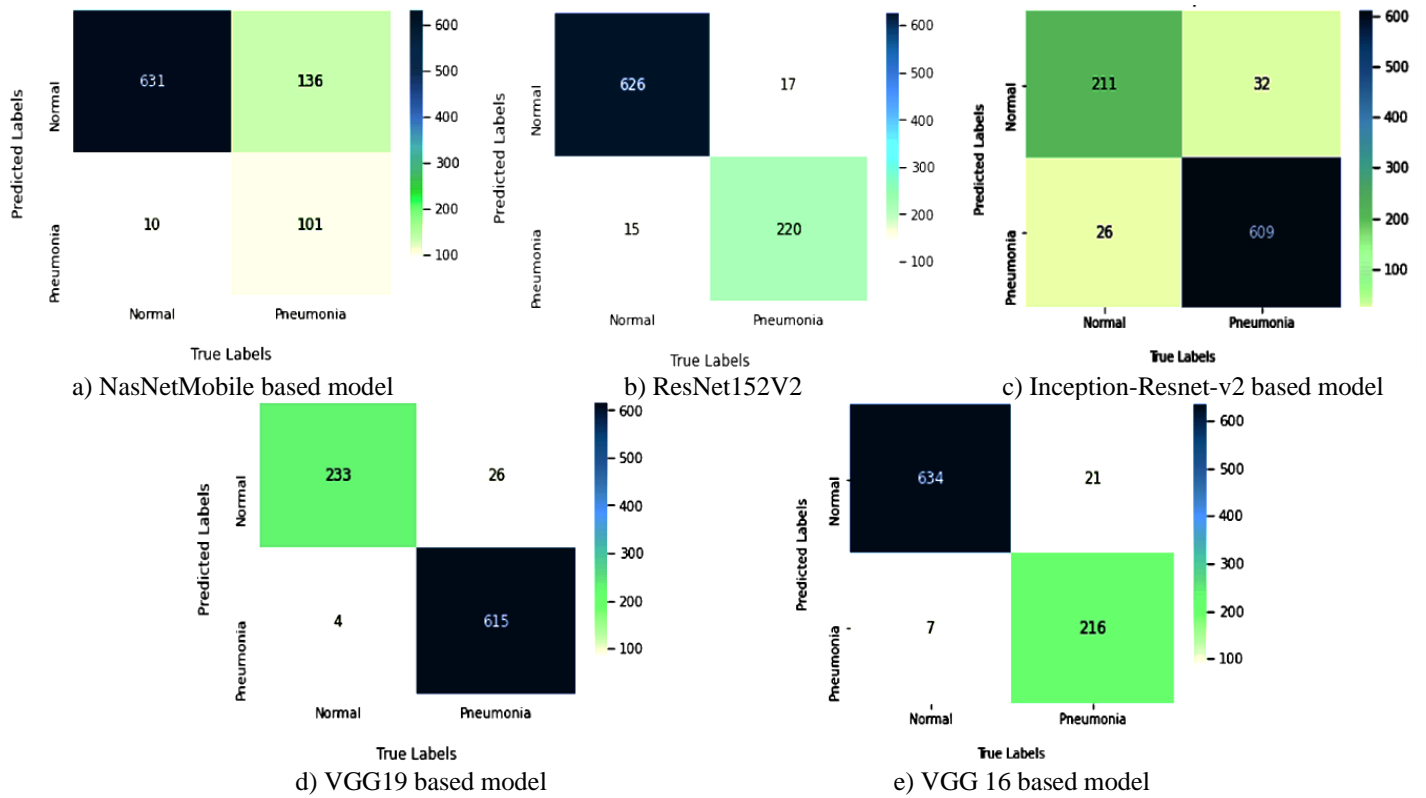 Predicted Labels
Normal
Pneumonia
631
136
10
101
Normal
Pneumonia
True Labels
600
500
400
300
200
100
a) NasNetMobile based model
Predicted Labels
Normal
Pneumonia
626
17
15
220
Normal
Pneumonia
True Labels
600
500
400
300
200
100
b) ResNet152V2
Predicted Labels
Normal
Pneumonia
211
32
26
609
Normal
Pneumonia
True Labels
600
500
400
300
200
100
c) Inception-Resnet-v2 based model
Predicted Labels
Normal
Pneumonia
233
26
4
615
Normal
Pneumonia
True Labels
600
500
400
300
200
100
d) VGG19 based model
Predicted Labels
Normal
Pneumonia
634
21
7
216
Normal
Pneumonia
True Labels
600
500
400
300
200
100
e) VGG 16 based model